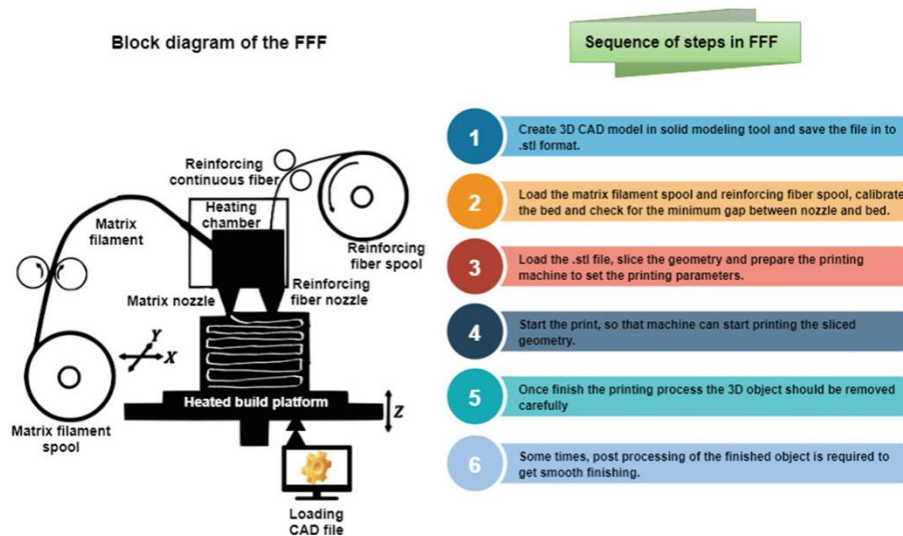 Block diagram of the FFF
Reinforcing
continuous fiber
Heating
chamber
Matrix
filament
Reinforcing
fiber spool
Matrix nozzle
Reinforcing
fiber nozzle
Y
X
Heated build platform
Z
Matrix filament
spool
Loading
CAD file
Sequence of steps in FFF
1
Create 3D CAD model in solid modeling tool and save the file in to
.stl format.
2
Load the matrix filament spool and reinforcing fiber spool, calibrate
the bed and check for the minimum gap between nozzle and bed.
3
Load the .stl file, slice the geometry and prepare the printing
machine to set the printing parameters.
4
Start the print, so that machine can start printing the sliced
geometry.
5
Once finish the printing process the 3D object should be removed
carefully
6
Some times, post processing of the finished object is required to
get smooth finishing.